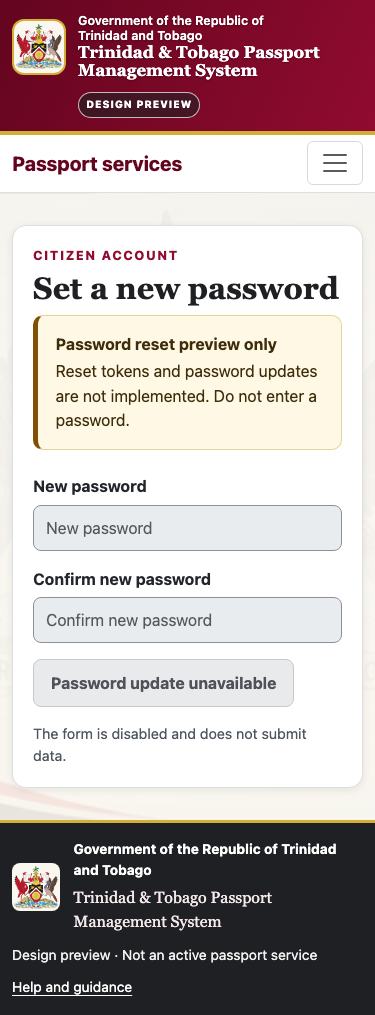 Government of the Republic of
Trinidad and Tobago
Trinidad & Tobago Passport
Management System
DESIGN PREVIEW
Passport services
CITIZEN ACCOUNT
Set a new password
Password reset preview only
Reset tokens and password updates
are not implemented. Do not enter a
password.
New password
New password
Confirm new password
Confirm new password
Password update unavailable
The form is disabled and does not submit
data.
Government of the Republic of Trinidad
and Tobago
Trinidad & Tobago Passport
Management System
Design preview · Not an active passport service
Help and guidance